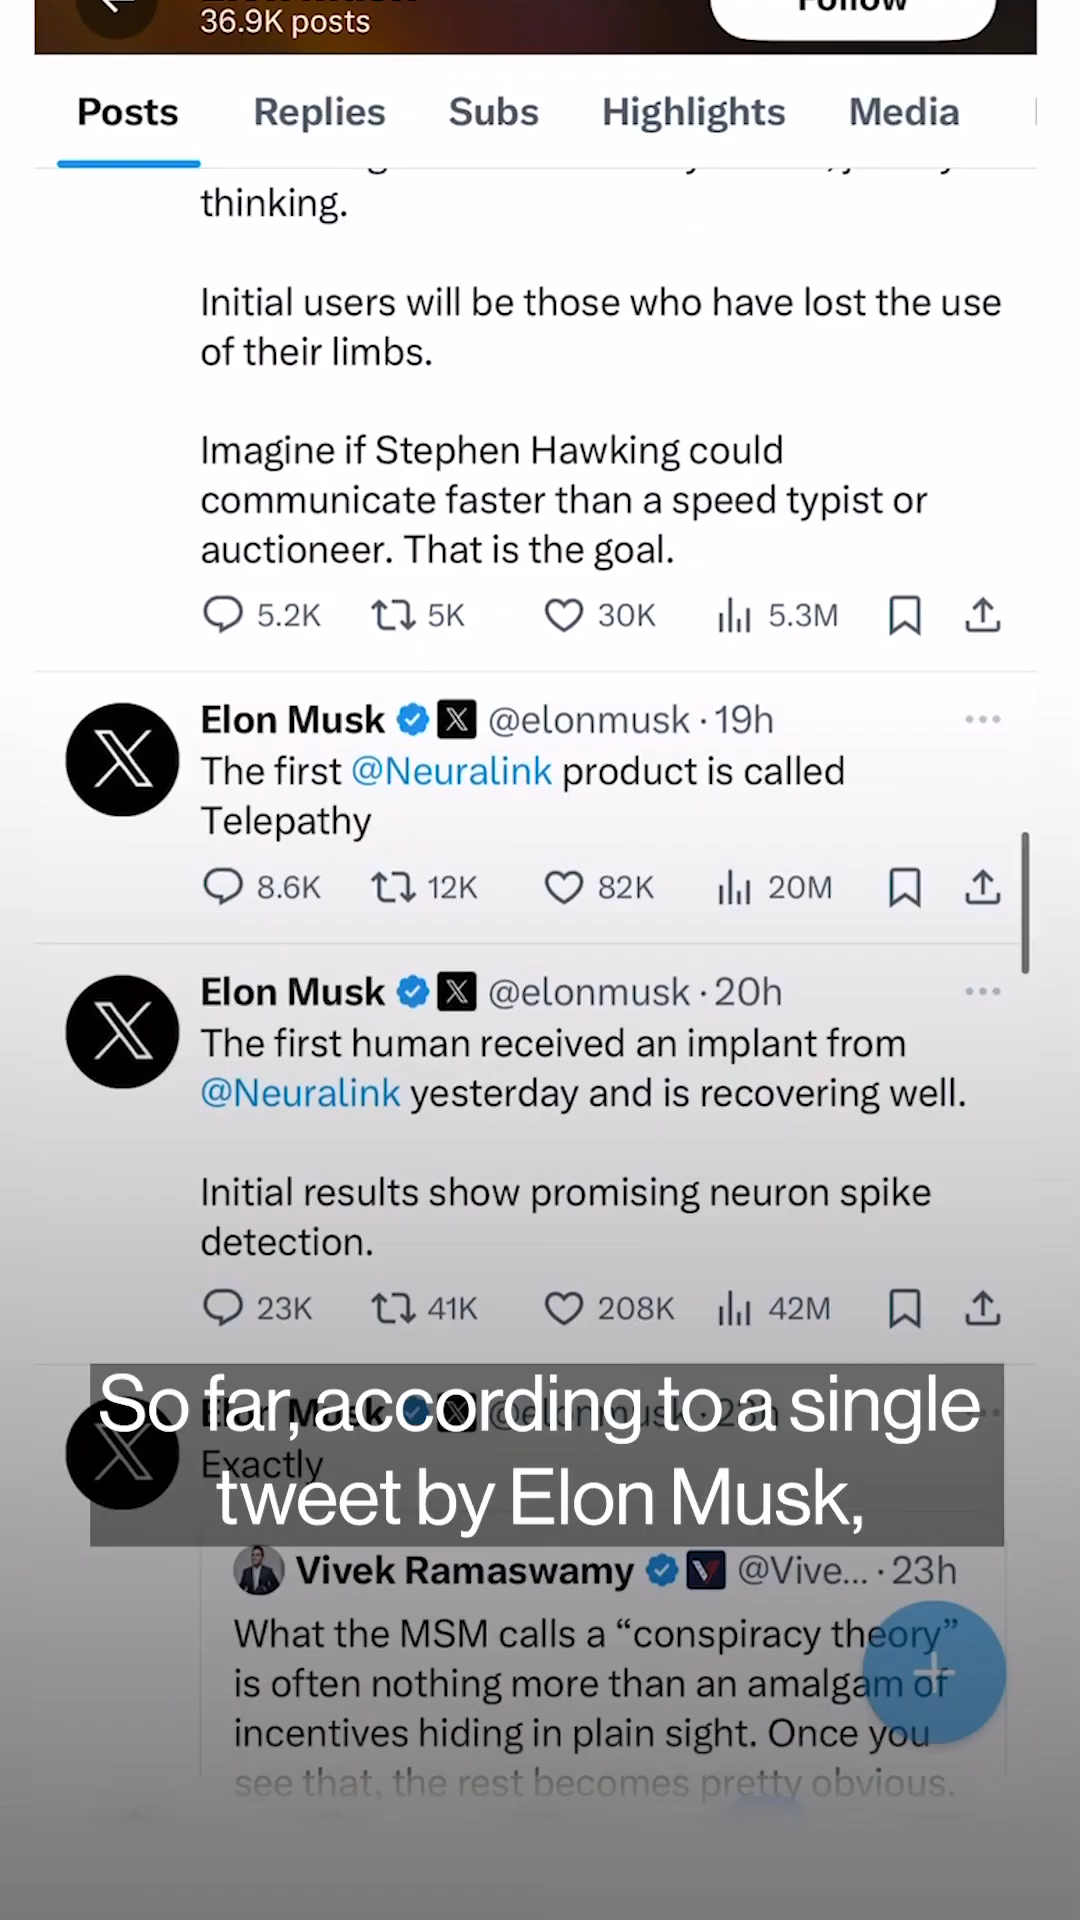 36.9K posts
Follow
Posts Replies Subs Highlights Media
thinking.
Initial users will be those who have lost the use
of their limbs.
Imagine if Stephen Hawking could
communicate faster than a speed typist or
auctioneer. That is the goal.
5.2K 5K 30K 5.3M
Elon Musk @elonmusk · 19h
The first @Neuralink product is called
Telepathy
8.6K 12K 82K 20M
Elon Musk @elonmusk · 20h
The first human received an implant from
@Neuralink yesterday and is recovering well.
Initial results show promising neuron spike
detection.
23K 41K 208K 42M
Elon Musk @elonmusk · 23h
Exactly
So far, according to a single
tweet by Elon Musk,
Vivek Ramaswamy @Vive... · 23h
What the MSM calls a “conspiracy theory”
is often nothing more than an amalgam of
incentives hiding in plain sight. Once you
see that, the rest becomes pretty obvious.